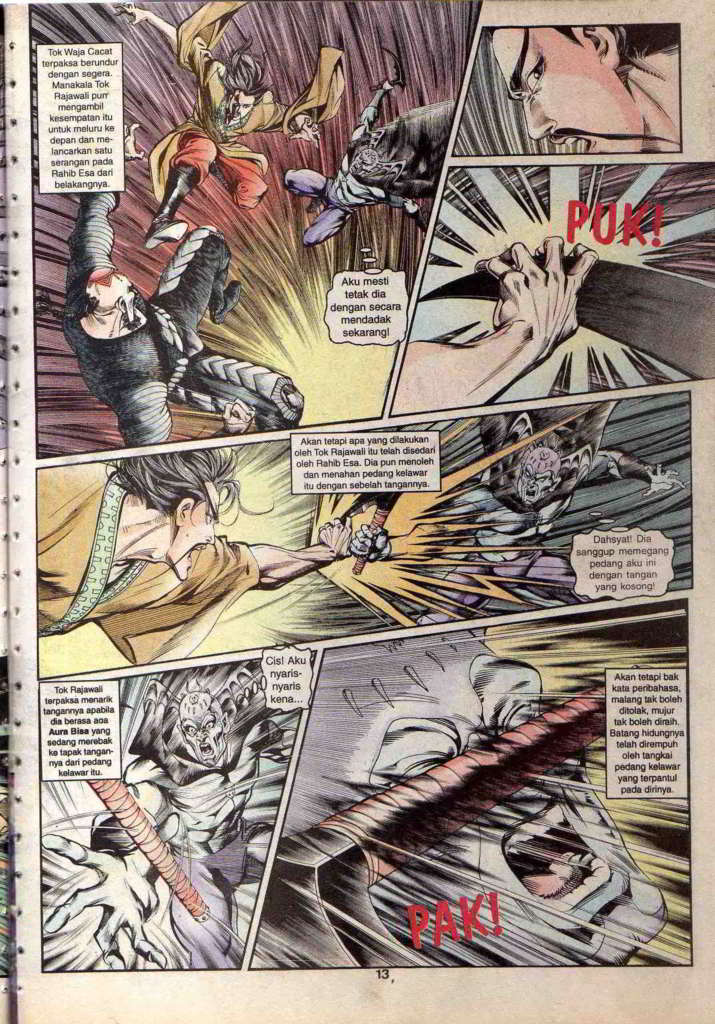 Tok Waja Cacat
terpaksa berundur
dengan segera.
Manakala Tok
Rajawali pun
mengambil
kesempatan itu
untuk meluru ke
depan dan me-
lancarkan satu
serangan pada
Rahib Esa dari
belakangnya.
Aku mesti
tetak dia
dengan secara
mendadak
sekarang!
PUK!
Akan tetapi apa yang dilakukan
oleh Tok Rajawali itu telah disedari
oleh Rahib Esa. Dia pun menoleh
dan menahan pedang kelawar
itu dengan sebelah tangannya.
Dahsyat! Dia
sanggup memegang
pedang aku ini
dengan tangan
yang kosong!
Tok Rajawali
terpaksa menarik
tangannya apabila
dia berasa aoa
Aura Bisa yang
sedang merebak
ke tapak tangan-
nya dari pedang
kelawar itu.
Cis! Aku
nyaris-
nyaris
kena...
Akan tetapi bak
kata peribahasa,
malang tak boleh
ditolak, mujur
tak boleh diraih.
Batang hidungnya
telah dirempuh
oleh tangkai
pedang kelawar
yang terpantul
pada dirinya.
PAK!
13